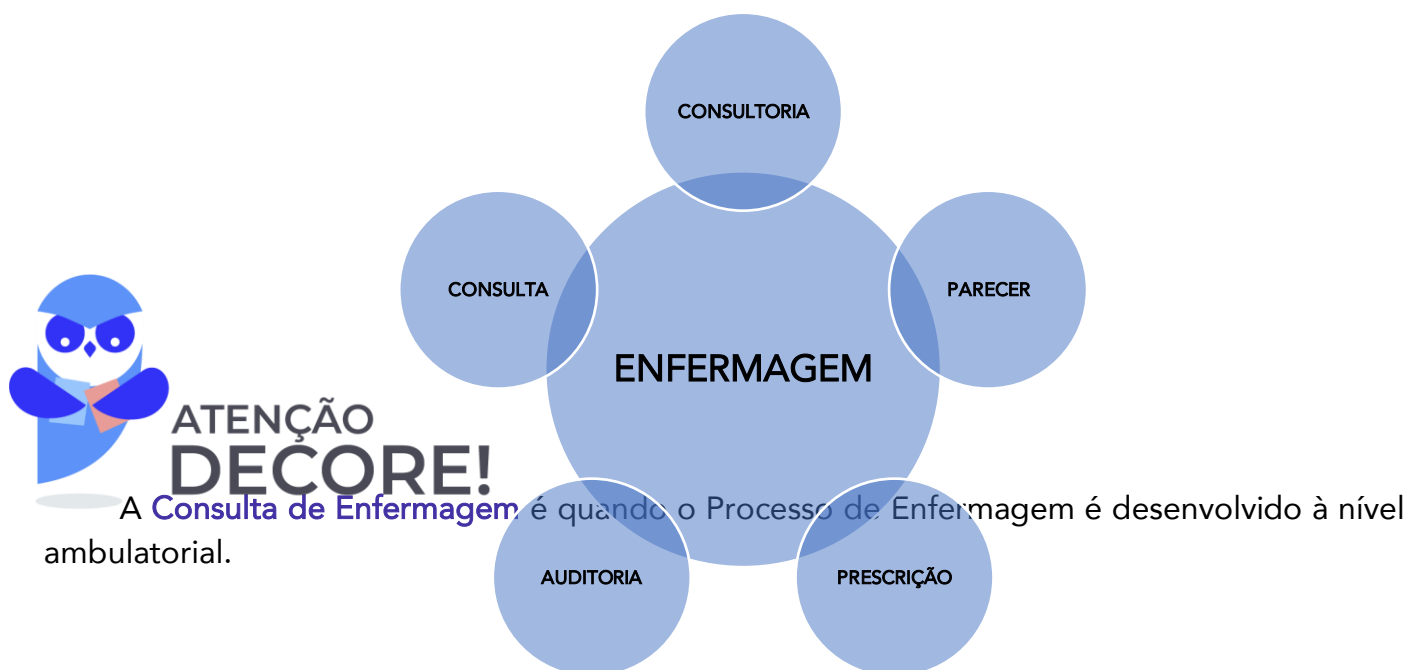 CONSULTORIA
CONSULTA
PARECER
ENFERMAGEM
ATENÇÃO
DECORE!
A Consulta de Enfermagem é quando o Processo de Enfermagem é desenvolvido à nível
ambulatorial.
AUDITORIA
PRESCRIÇÃO